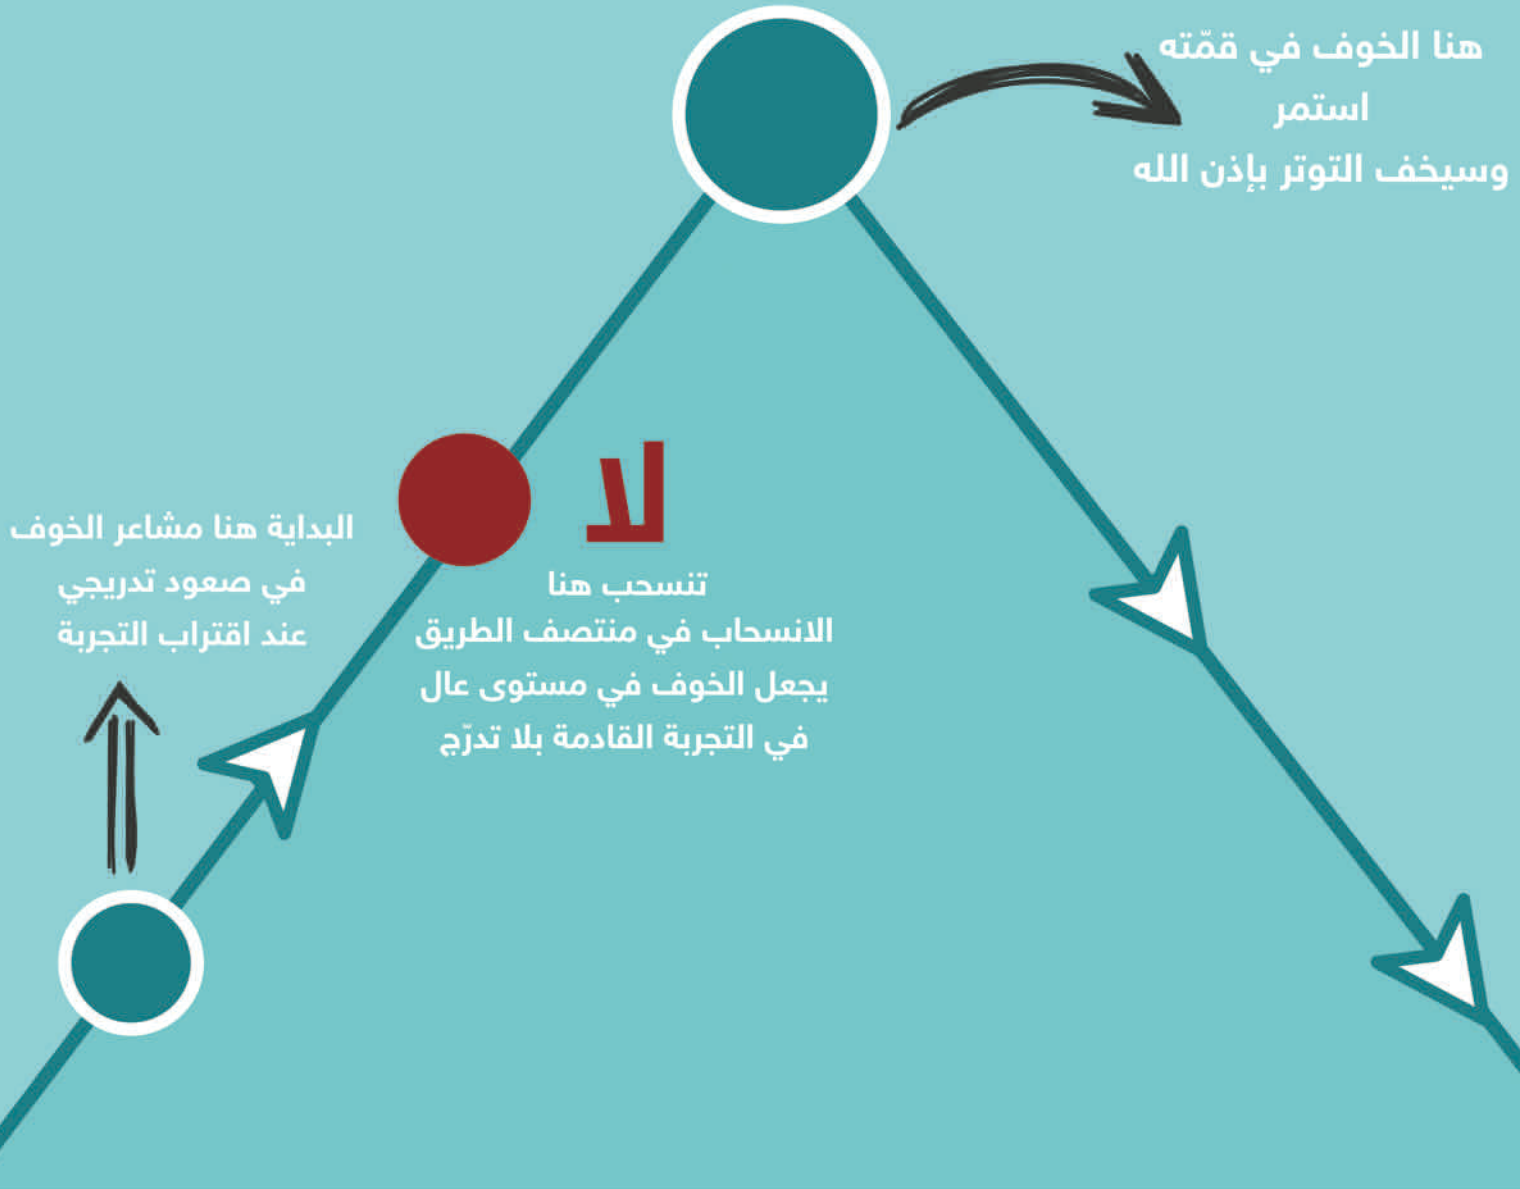 هنا الخوف في قمّته
استمر
وسيخف التوتر بإذن الله
لا
تنسحب هنا
الانسحاب في منتصف الطريق
يجعل الخوف في مستوى عال
في التجربة القادمة بلا تدرّج
البداية هنا مشاعر الخوف
في صعود تدريجي
عند اقتراب التجربة